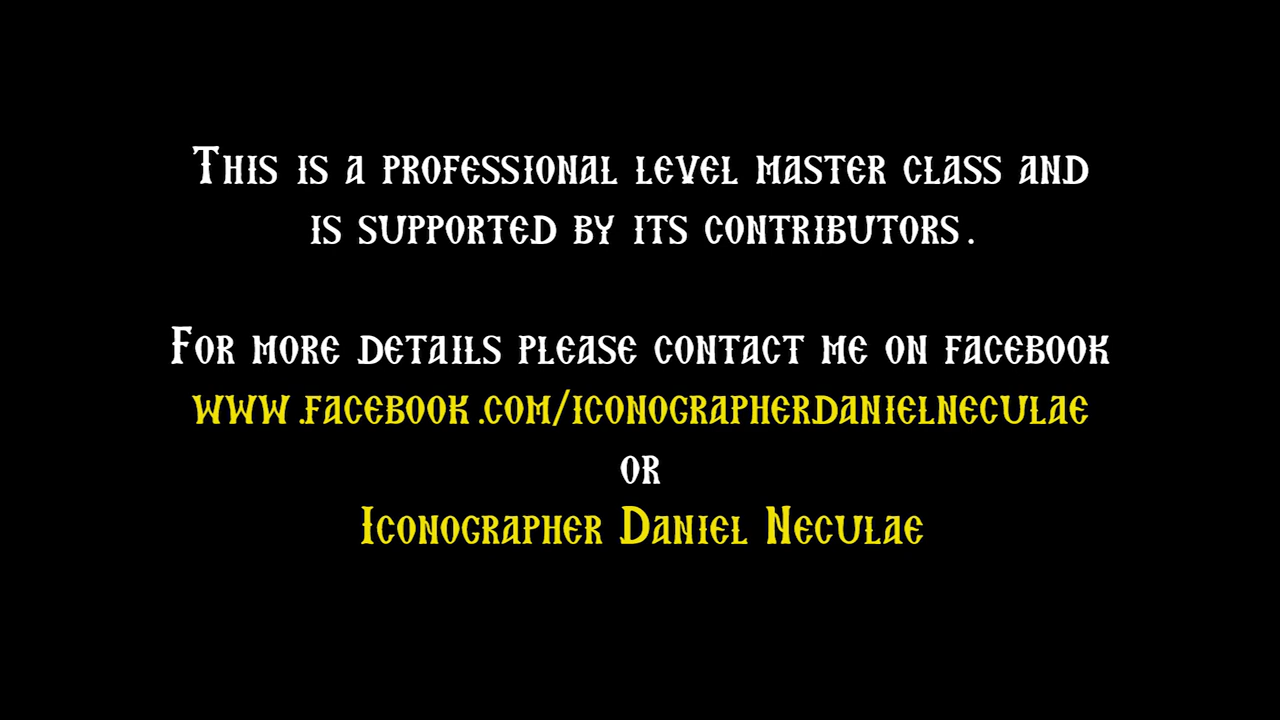 This is a professional level master class and
is supported by its contributors.
For more details please contact me on facebook
www.facebook.com/iconographerdanielneculae
or
Iconographer Daniel Neculae